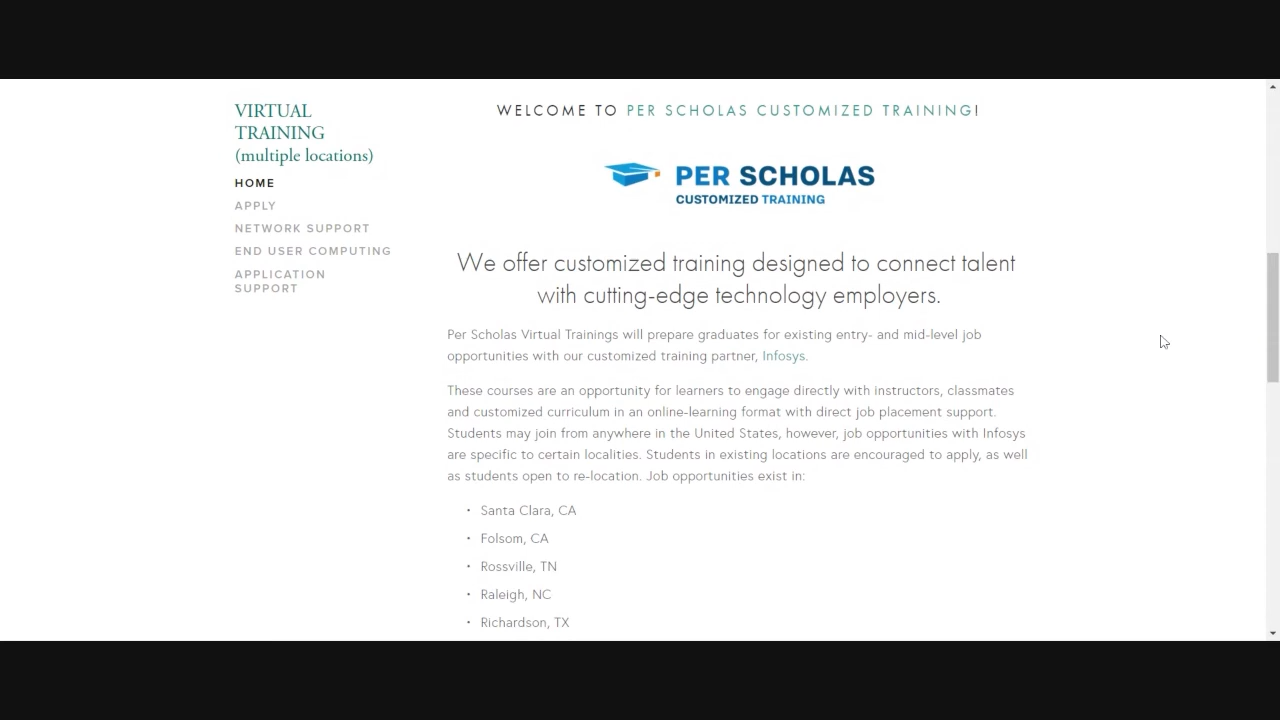 VIRTUAL
TRAINING
(multiple locations)
HOME
APPLY
NETWORK SUPPORT
END USER COMPUTING
APPLICATION
SUPPORT
WELCOME TO PER SCHOLAS CUSTOMIZED TRAINING!
PER SCHOLAS
CUSTOMIZED TRAINING
We offer customized training designed to connect talent
with cutting-edge technology employers.
Per Scholas Virtual Trainings will prepare graduates for existing entry- and mid-level job
opportunities with our customized training partner, Infosys.
These courses are an opportunity for learners to engage directly with instructors, classmates
and customized curriculum in an online-learning format with direct job placement support.
Students may join from anywhere in the United States, however, job opportunities with Infosys
are specific to certain localities. Students in existing locations are encouraged to apply, as well
as students open to re-location. Job opportunities exist in:
• Santa Clara, CA
• Folsom, CA
• Rossville, TN
• Raleigh, NC
• Richardson, TX